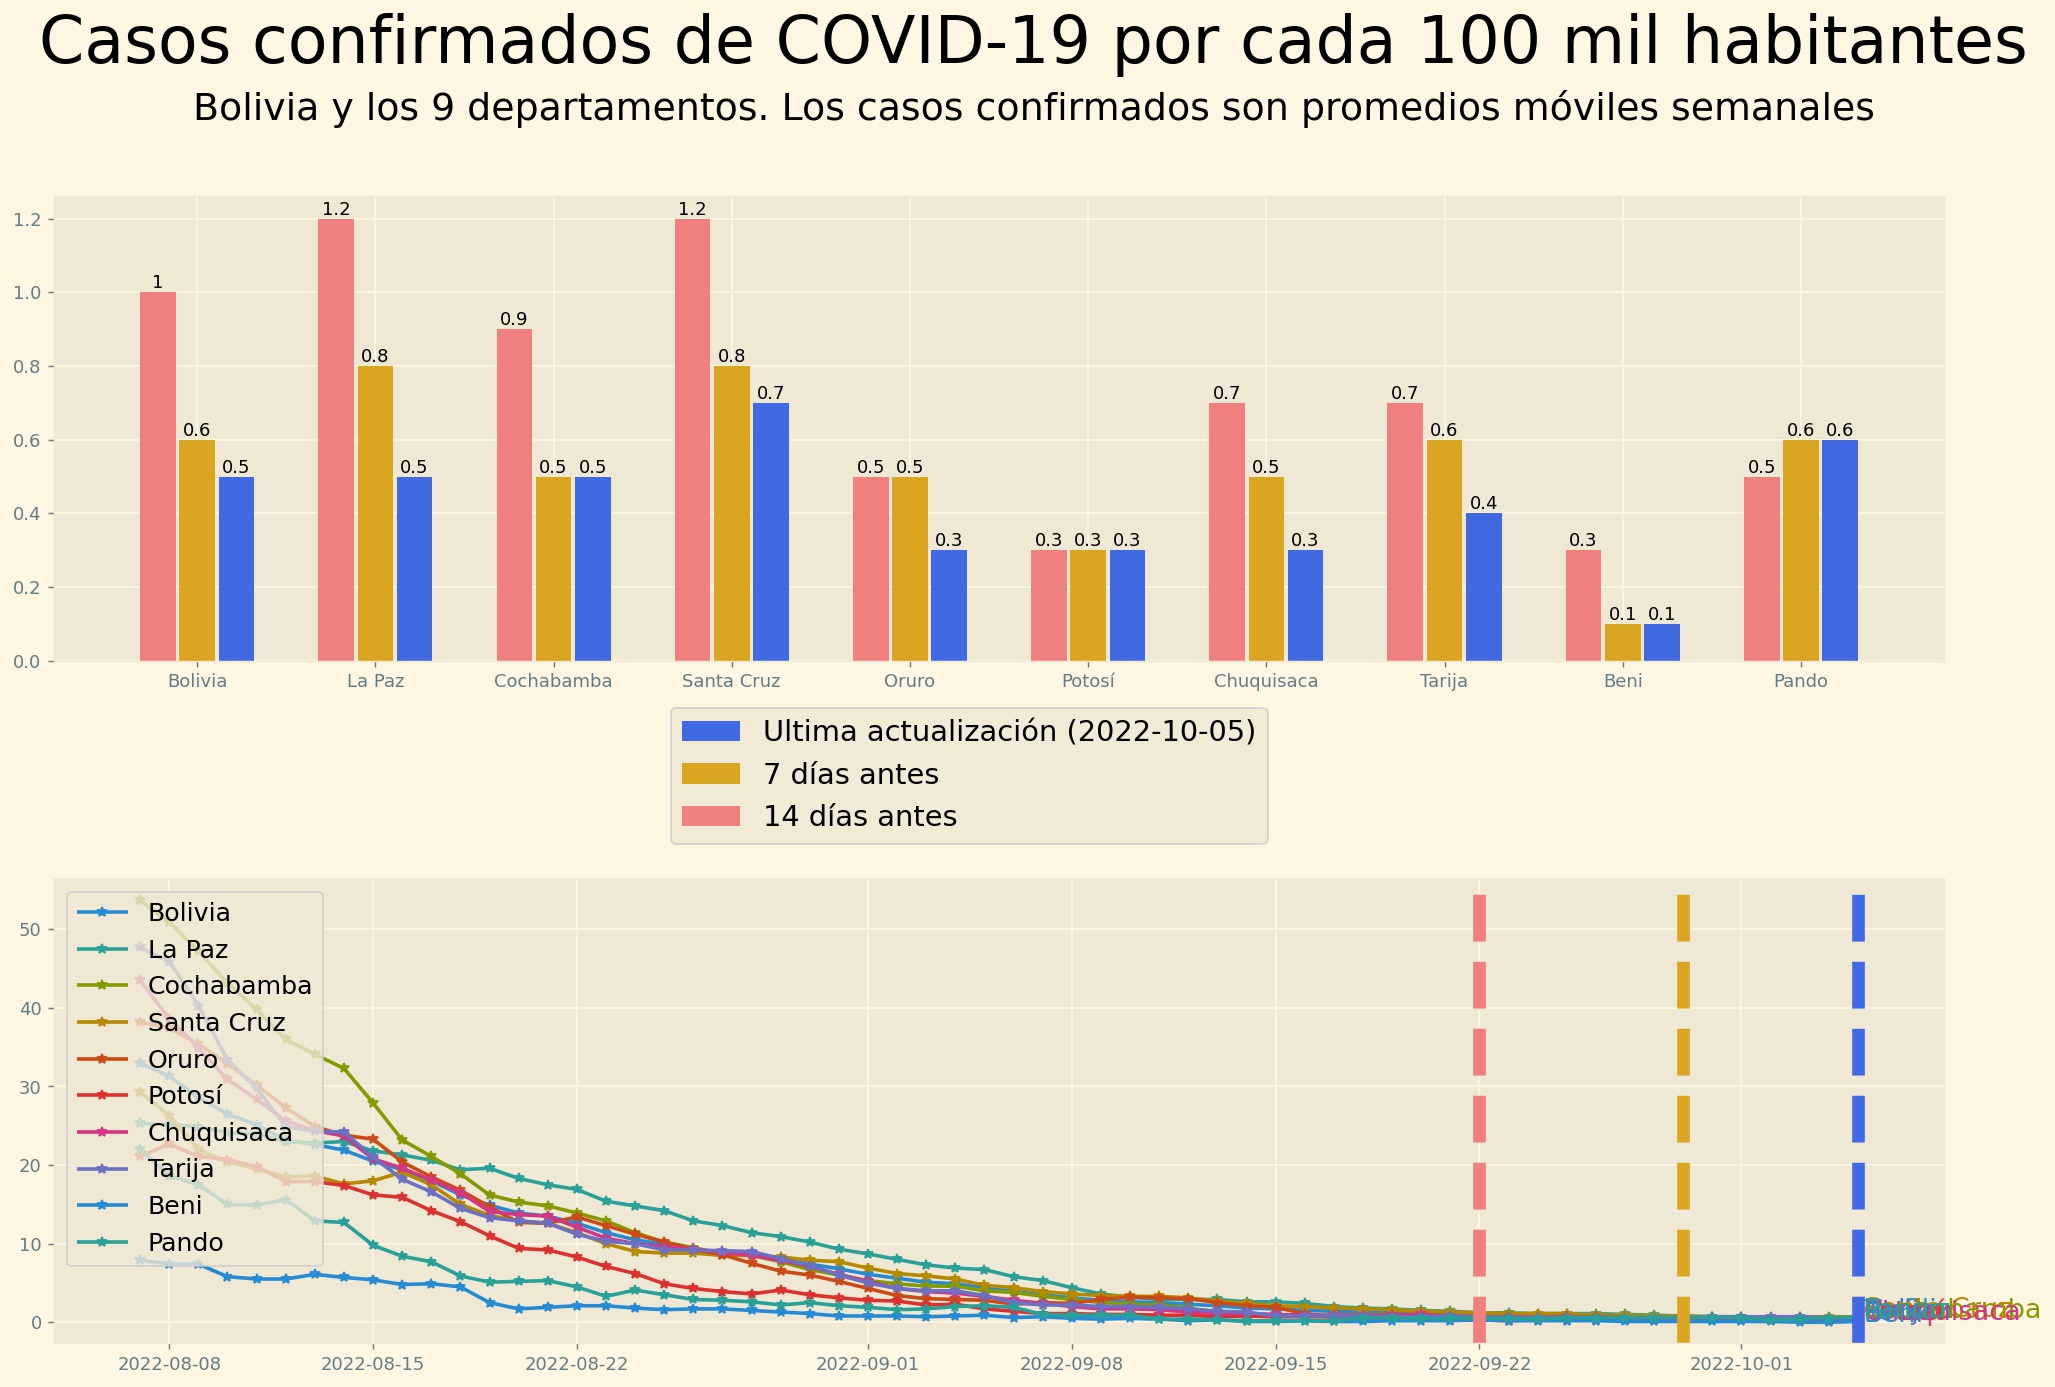 Casos confirmados de COVID-19 por cada 100 mil habitantes
Bolivia y los 9 departamentos. Los casos confirmados son promedios móviles semanales
1.2
1.0
0.8
0.6
0.4
0.2
0.0
1 0.6 0.5
1.2 0.8 0.5
0.9 0.5 0.5
1.2 0.8 0.7
0.5 0.5 0.3
0.3 0.3 0.3
0.7 0.5 0.3
0.7 0.6 0.4
0.3 0.1 0.1
0.5 0.6 0.6
Bolivia La Paz Cochabamba Santa Cruz Oruro Potosí Chuquisaca Tarija Beni Pando
Ultima actualización (2022-10-05)
7 días antes
14 días antes
50
40
30
20
10
0
Bolivia
La Paz
Cochabamba
Santa Cruz
Oruro
Potosí
Chuquisaca
Tarija
Beni
Pando
2022-08-08 2022-08-15 2022-08-22 2022-09-01 2022-09-08 2022-09-15 2022-09-22 2022-10-01